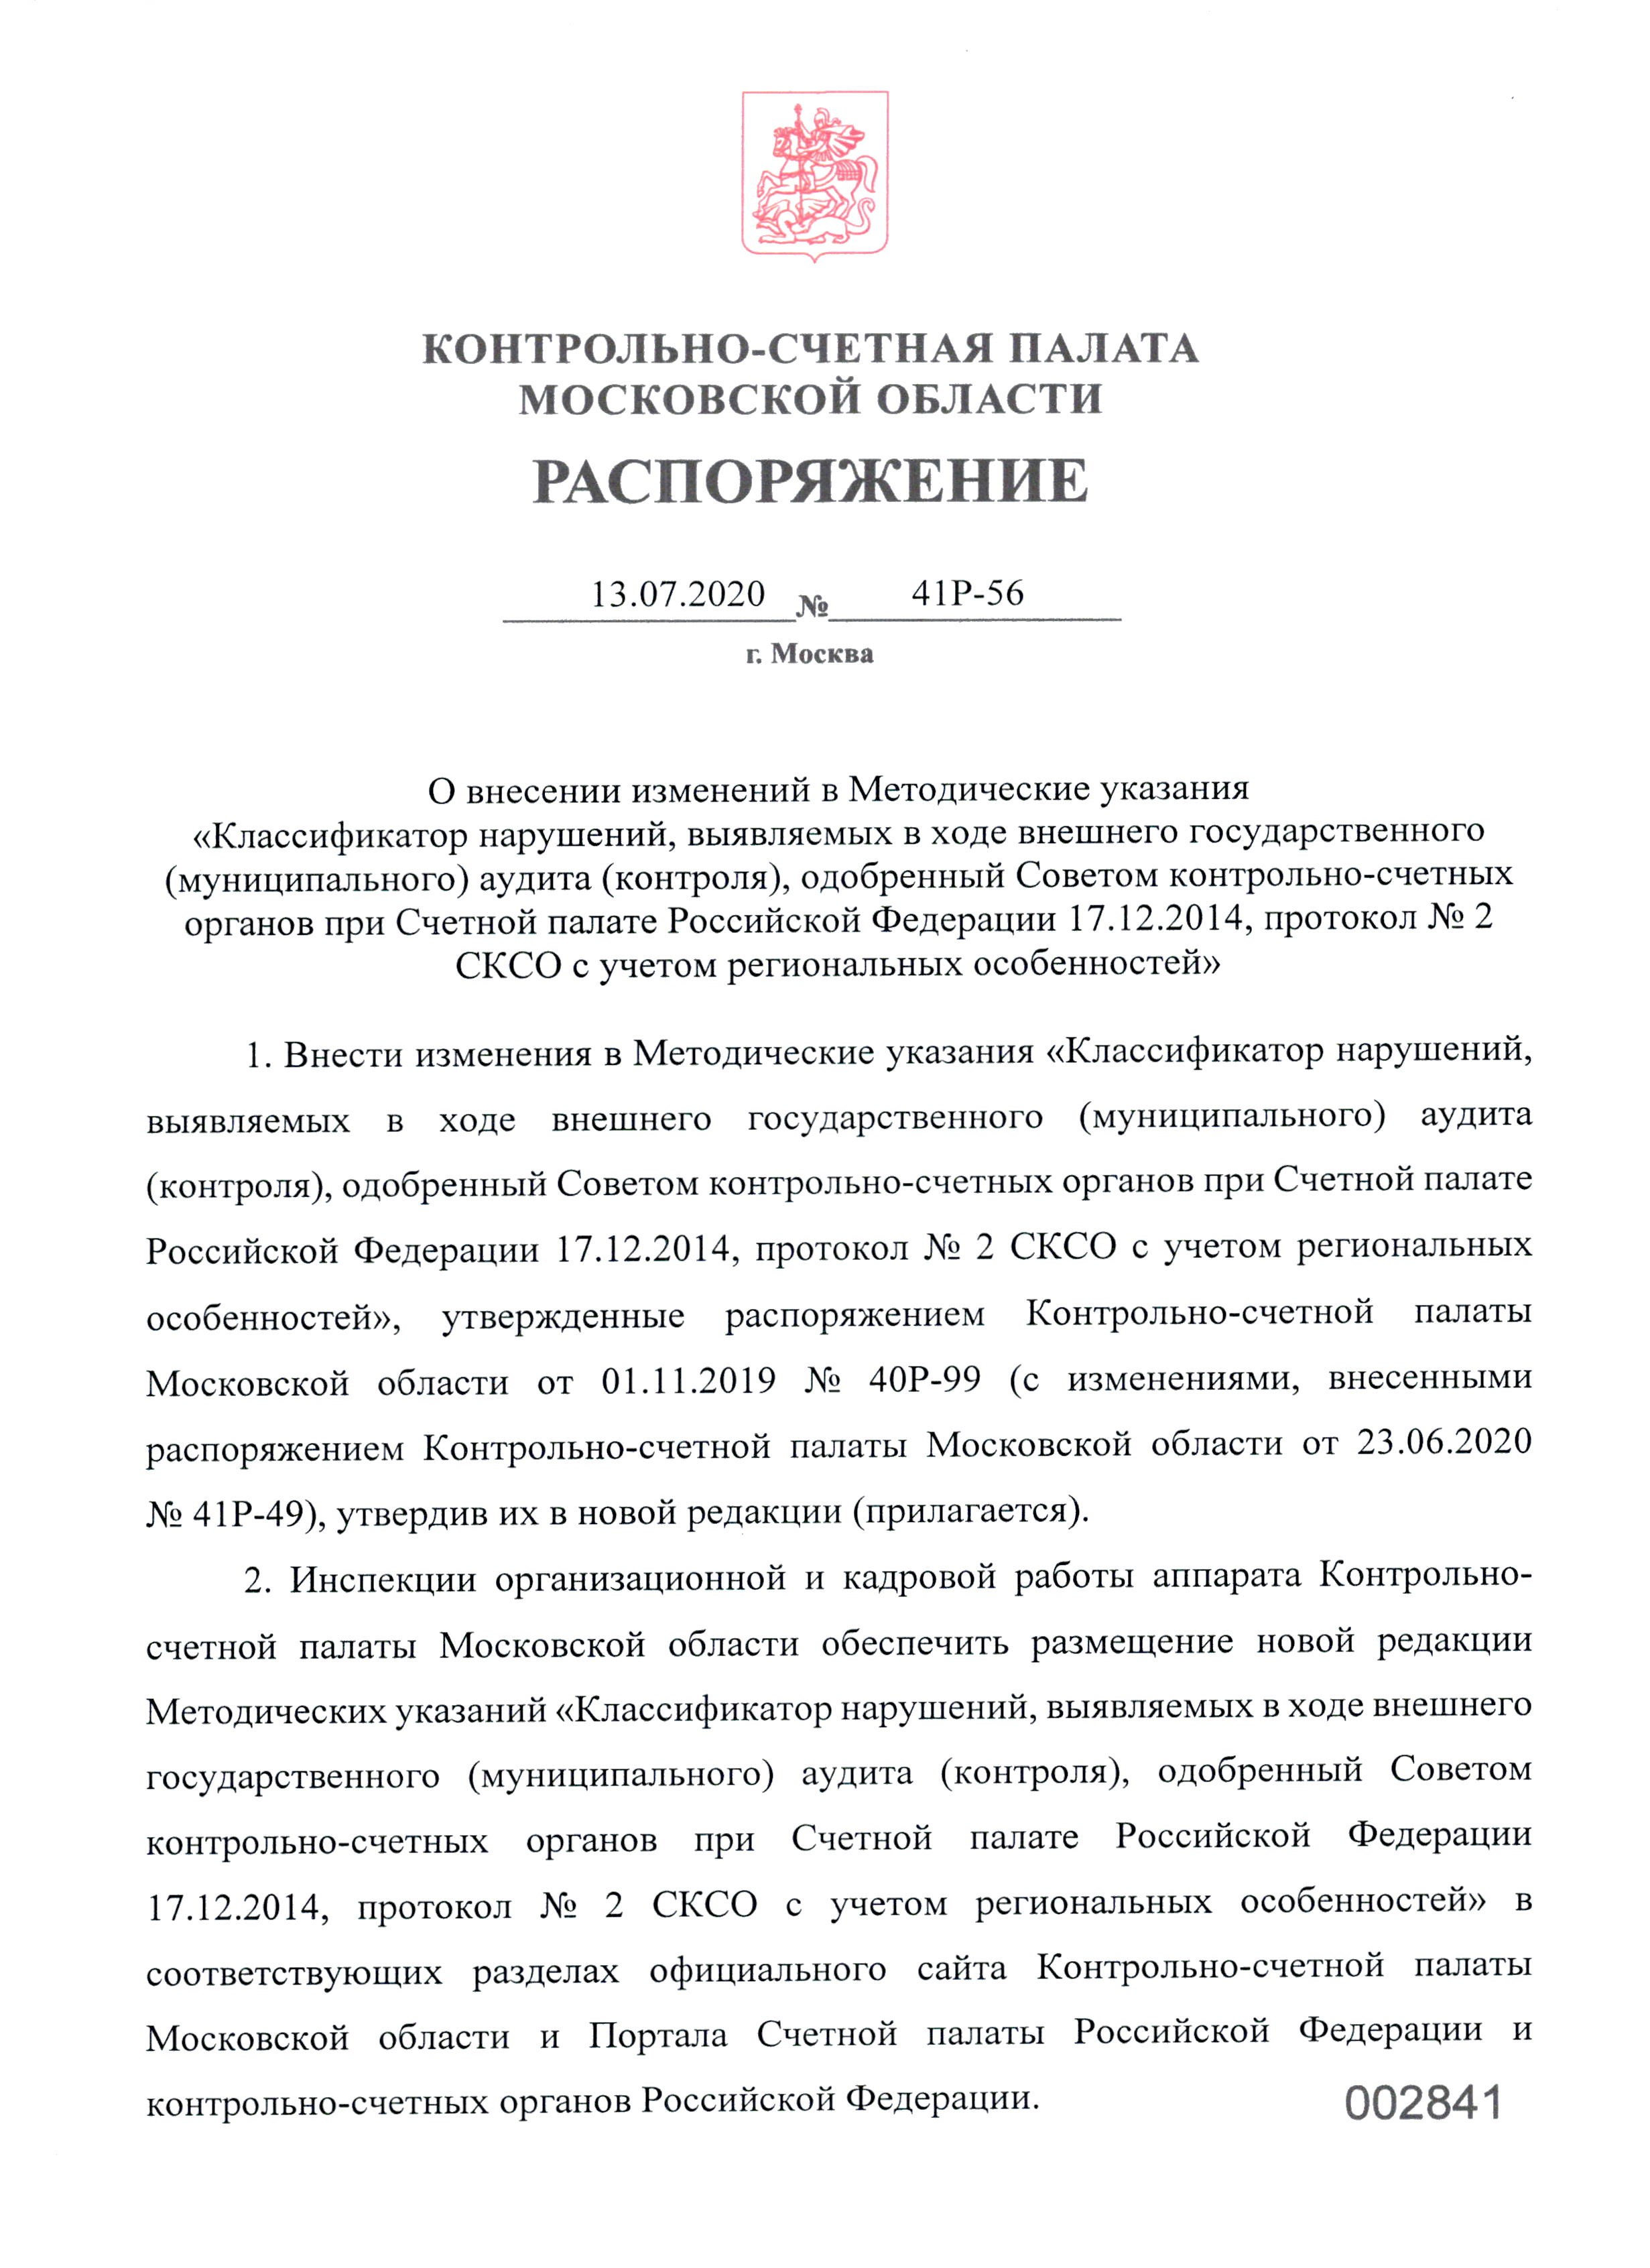 КОНТРОЛЬНО-СЧЕТНАЯ ПАЛАТА
МОСКОВСКОЙ ОБЛАСТИ
РАСПОРЯЖЕНИЕ
13.07.2020 № 41Р-56
г. Москва
О внесении изменений в Методические указания
«Классификатор нарушений, выявляемых в ходе внешнего государственного
(муниципального) аудита (контроля), одобренный Советом контрольно-счетных
органов при Счетной палате Российской Федерации 17.12.2014, протокол № 2
СКСО с учетом региональных особенностей»
1. Внести изменения в Методические указания «Классификатор нарушений,
выявляемых в ходе внешнего государственного (муниципального) аудита
(контроля), одобренный Советом контрольно-счетных органов при Счетной палате
Российской Федерации 17.12.2014, протокол № 2 СКСО с учетом региональных
особенностей», утвержденные распоряжением Контрольно-счетной палаты
Московской области от 01.11.2019 № 40Р-99 (с изменениями, внесенными
распоряжением Контрольно-счетной палаты Московской области от 23.06.2020
№ 41Р-49), утвердив их в новой редакции (прилагается).
2. Инспекции организационной и кадровой работы аппарата Контрольно-
счетной палаты Московской области обеспечить размещение новой редакции
Методических указаний «Классификатор нарушений, выявляемых в ходе внешнего
государственного (муниципального) аудита (контроля), одобренный Советом
контрольно-счетных органов при Счетной палате Российской Федерации
17.12.2014, протокол № 2 СКСО с учетом региональных особенностей» в
соответствующих разделах официального сайта Контрольно-счетной палаты
Московской области и Портала Счетной палаты Российской Федерации и
контрольно-счетных органов Российской Федерации.
002841